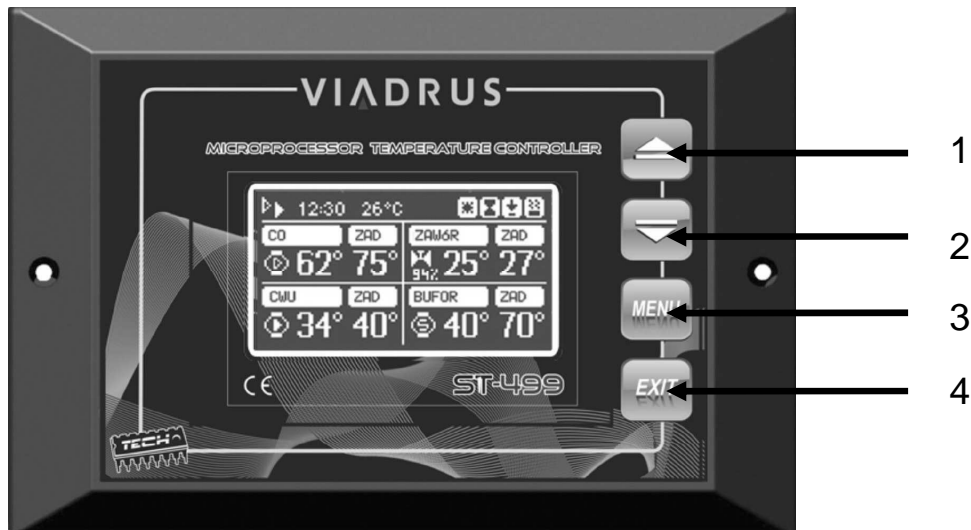 VIADRUS
MICROPROCESSOR TEMPERATURE CONTROLLER
12:30 26°C
CO ZAD ZAW6R ZAD
62° 75° 94% 25° 27°
CWU ZAD BUFOR ZAD
34° 40° S 40° 70°
CE ST-499
TECH
MENU
EXIT
1
2
3
4